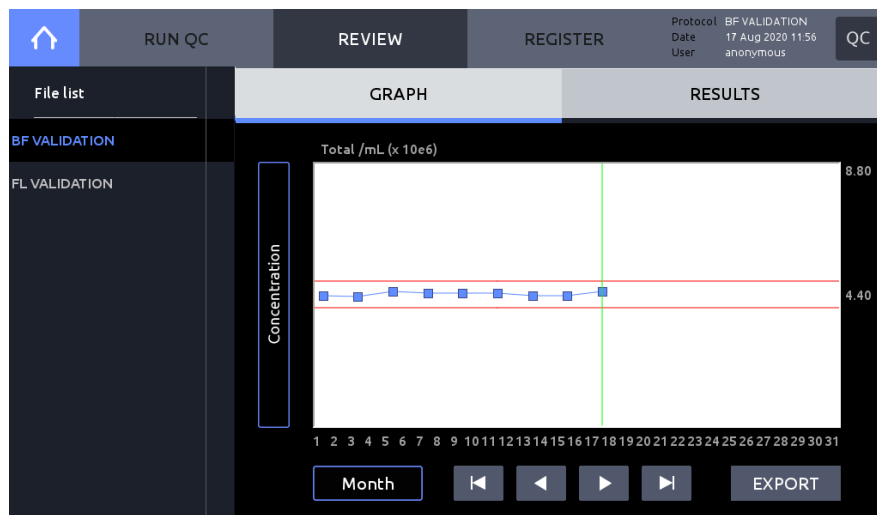 RUN QC
REVIEW
REGISTER
Protocol BF VALIDATION
Date 17 Aug 2020 11:56
User anonymous
QC
File list
GRAPH
RESULTS
BF VALIDATION
FL VALIDATION
Total /mL (x 10e6)
8.80
Concentration
4.40
1 2 3 4 5 6 7 8 9 10 11 12 13 14 15 16 17 18 19 20 21 22 23 24 25 26 27 28 29 30 31
Month
EXPORT